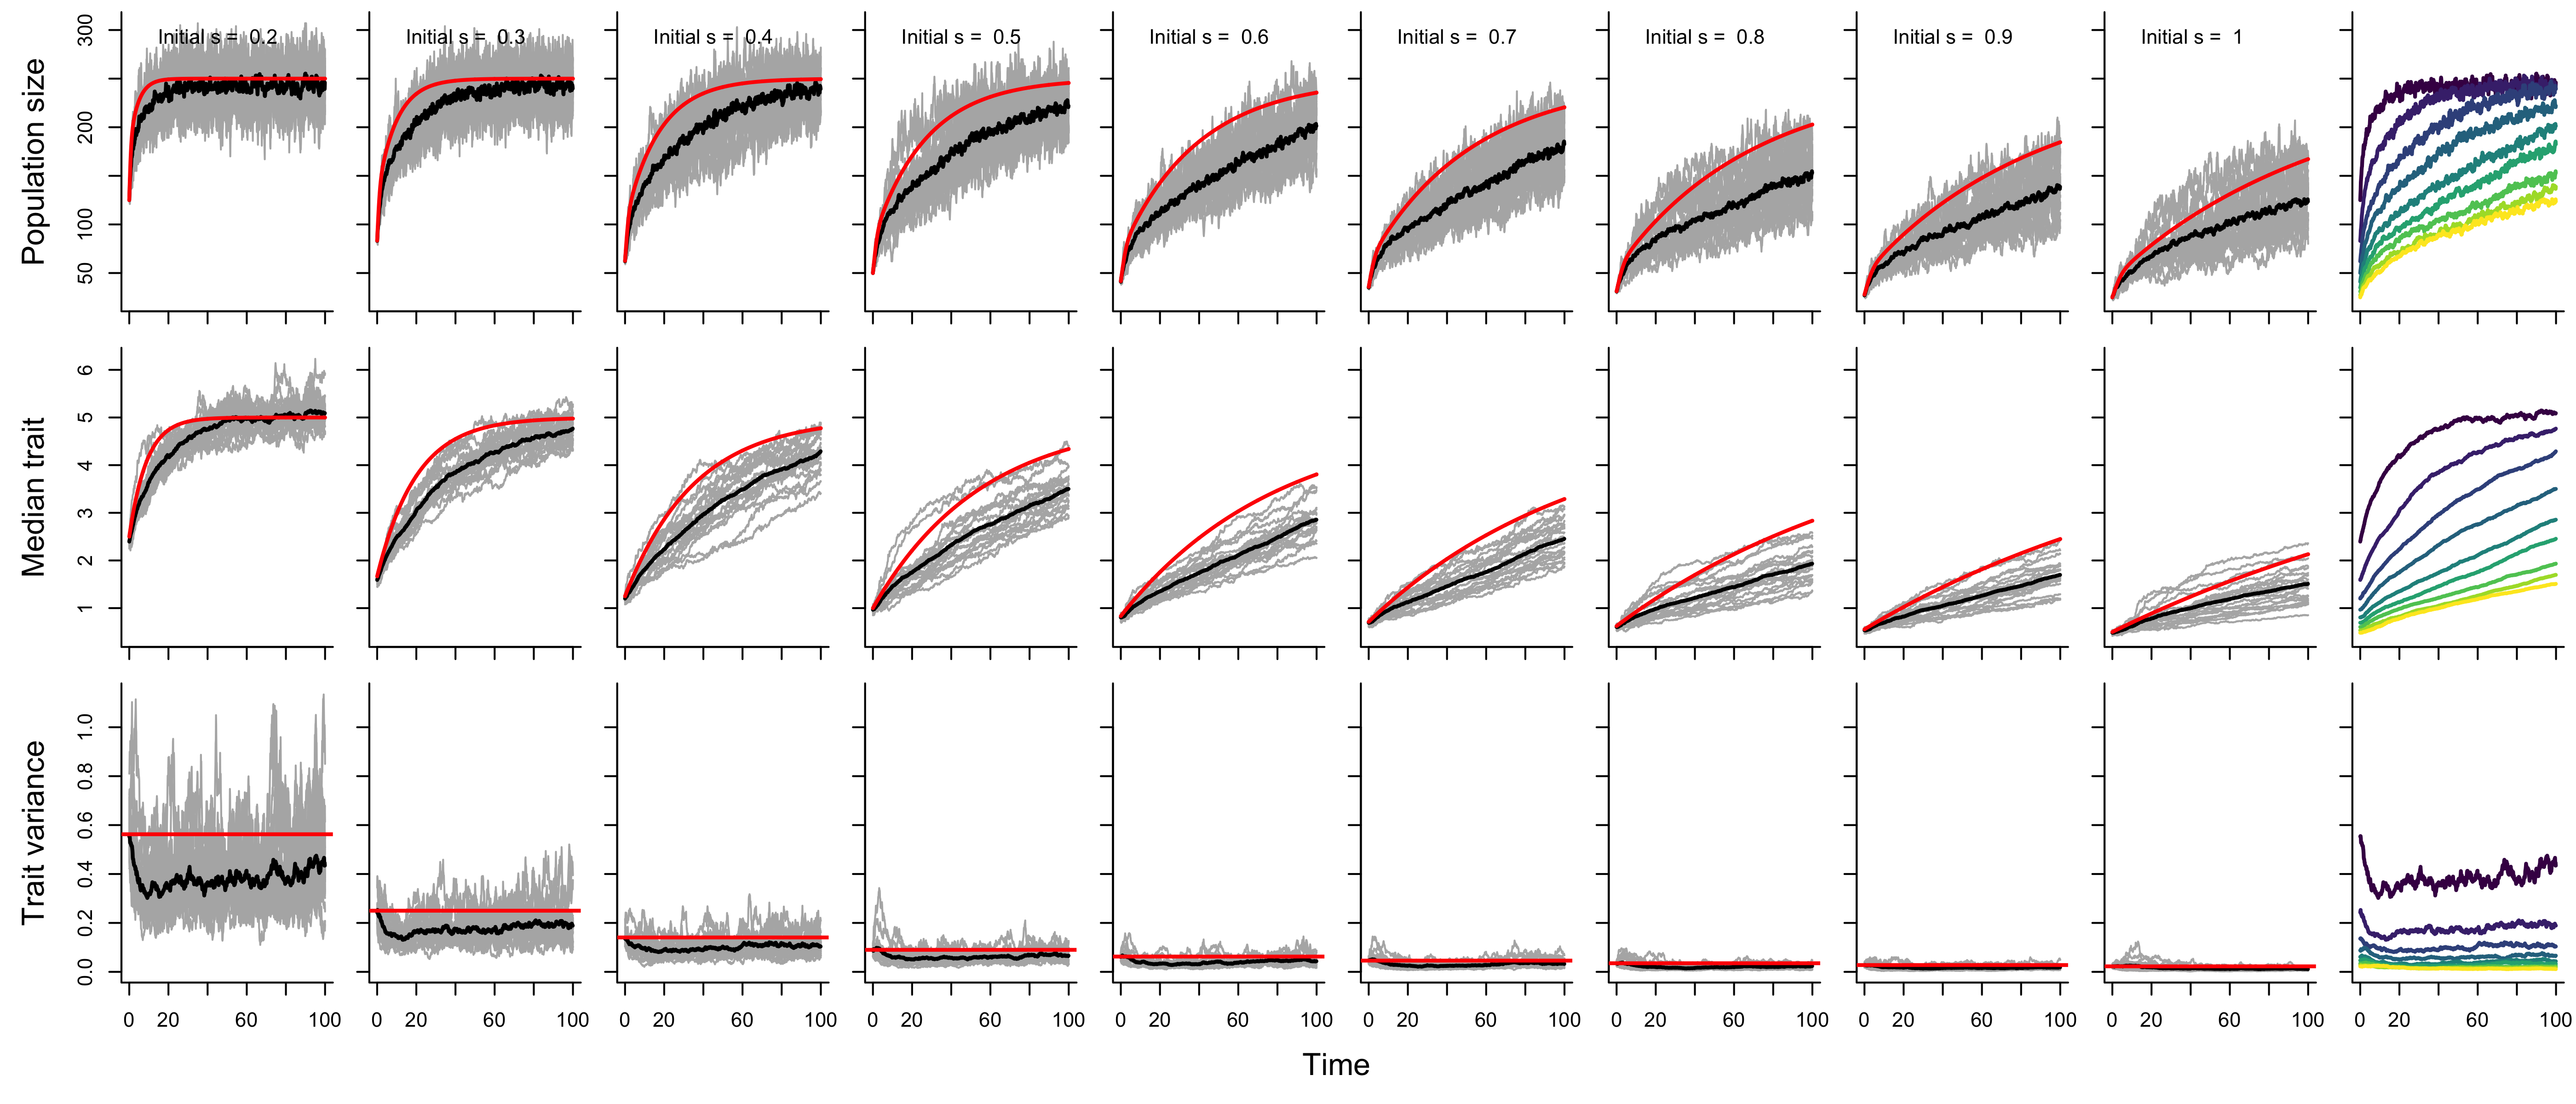 Initial s = 0.2 Initial s = 0.3 Initial s = 0.4 Initial s = 0.5 Initial s = 0.6 Initial s = 0.7 Initial s = 0.8 Initial s = 0.9 Initial s = 1
Population size
300
200
100
50
Median trait
6
5
4
3
2
1
Trait variance
1.0
0.8
0.6
0.4
0.2
0.0
0 20 60 100 0 20 60 100 0 20 60 100 0 20 60 100 0 20 60 100 0 20 60 100 0 20 60 100 0 20 60 100 0 20 60 100 0 20 60 100
Time